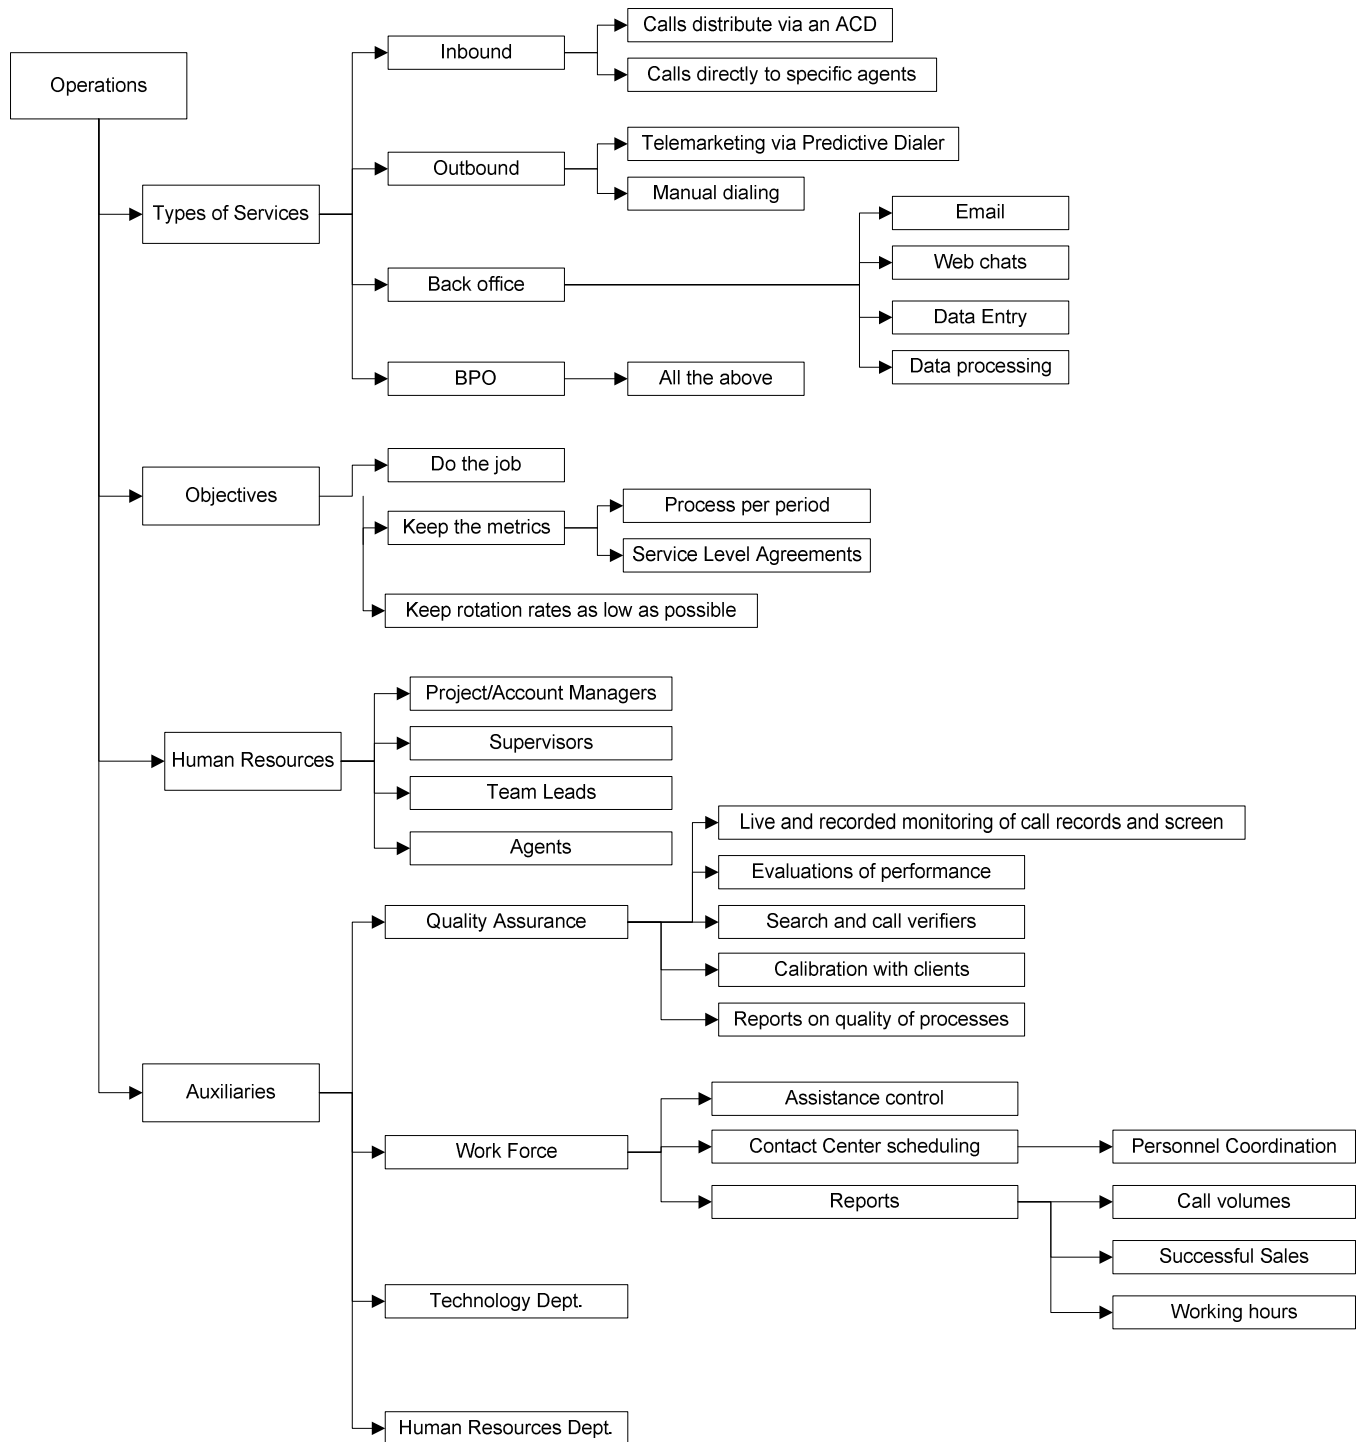 Operations
Types of Services
Inbound
Calls distribute via an ACD
Calls directly to specific agents
Outbound
Telemarketing via Predictive Dialer
Manual dialing
Back office
Email
Web chats
Data Entry
Data processing
BPO
All the above
Objectives
Do the job
Keep the metrics
Process per period
Service Level Agreements
Keep rotation rates as low as possible
Human Resources
Project/Account Managers
Supervisors
Team Leads
Agents
Auxiliaries
Quality Assurance
Live and recorded monitoring of call records and screen
Evaluations of performance
Search and call verifiers
Calibration with clients
Reports on quality of processes
Work Force
Assistance control
Contact Center scheduling
Personnel Coordination
Reports
Call volumes
Successful Sales
Working hours
Technology Dept.
Human Resources Dept.